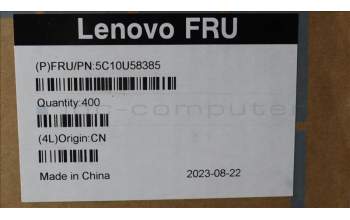 Lenovo FRU
(P)FRU/PN:5C10U58385
Quantity:400
(4L)Origin:CN
Made in China 2023-08-22